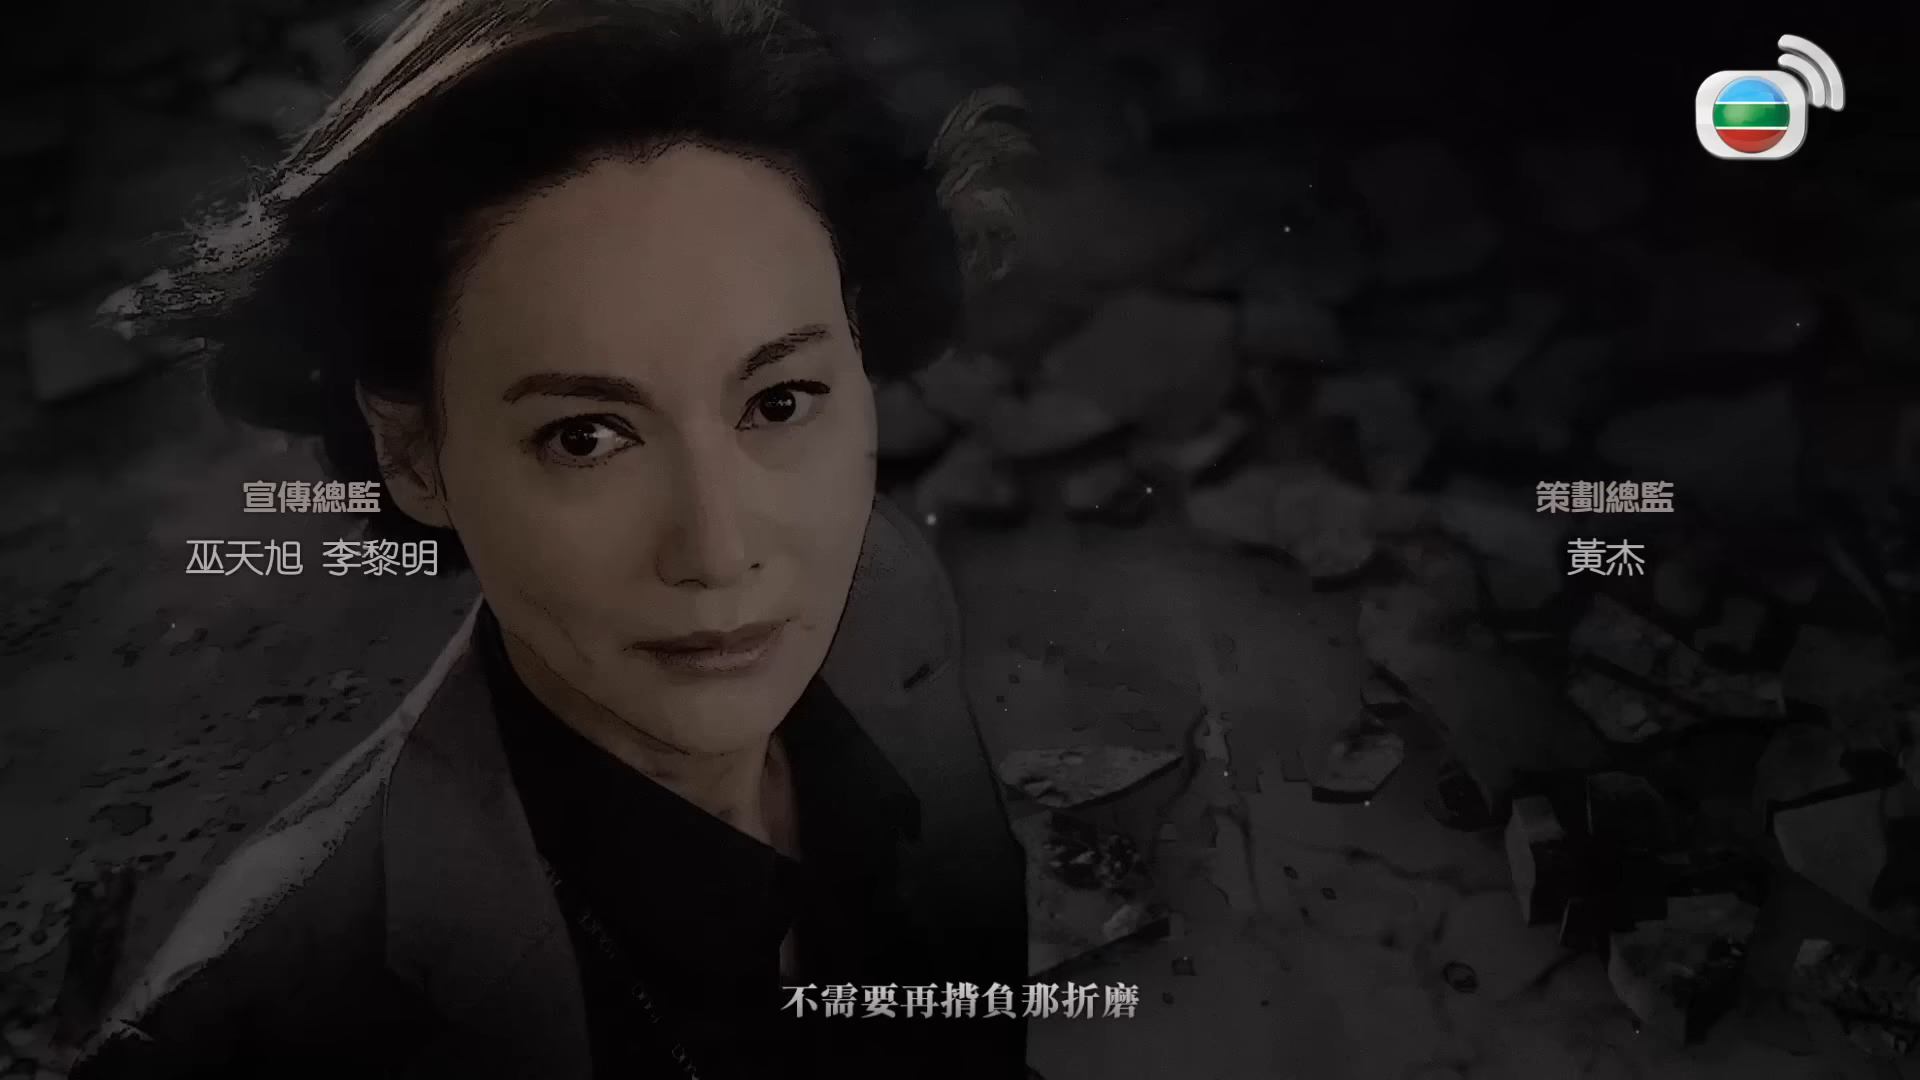 宣傳總監
巫天旭 李黎明
策劃總監
黃杰
不需要再揹負那折磨